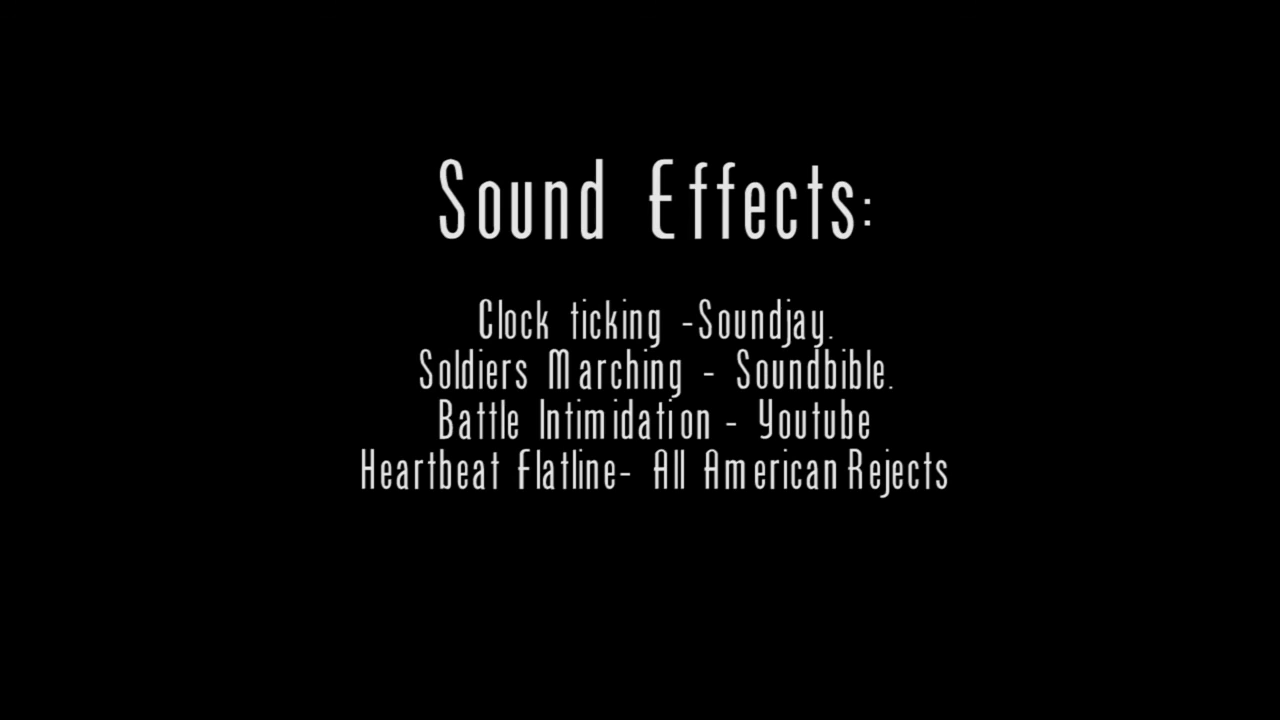 Sound Effects:
Clock ticking -Soundjay.
Soldiers Marching - Soundbible.
Battle Intimidation - Youtube
Heartbeat Flatline- All American Rejects